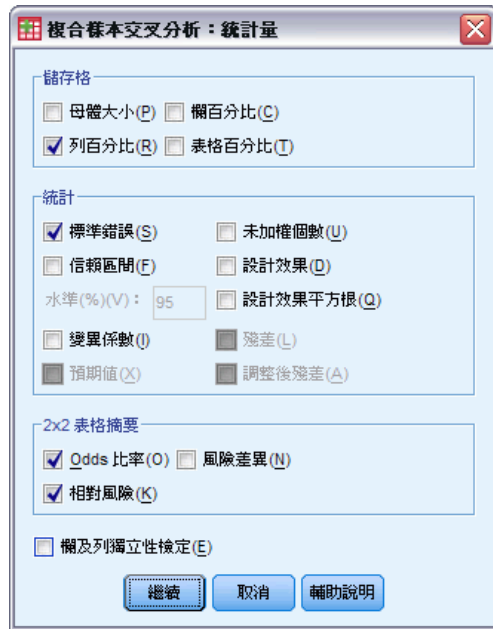 複合樣本交叉分析：統計量
儲存格
母體大小(P) 欄百分比(C)
列百分比(R) 表格百分比(T)
統計
標準錯誤(S) 未加權個數(U)
信賴區間(F) 設計效果(D)
水準(%)(V)： 95 設計效果平方根(Q)
變異係數(I) 殘差(L)
預期值(X) 調整後殘差(A)
2x2 表格摘要
Odds 比率(O) 風險差異(N)
相對風險(K)
欄及列獨立性檢定(E)
繼續 取消 輔助說明